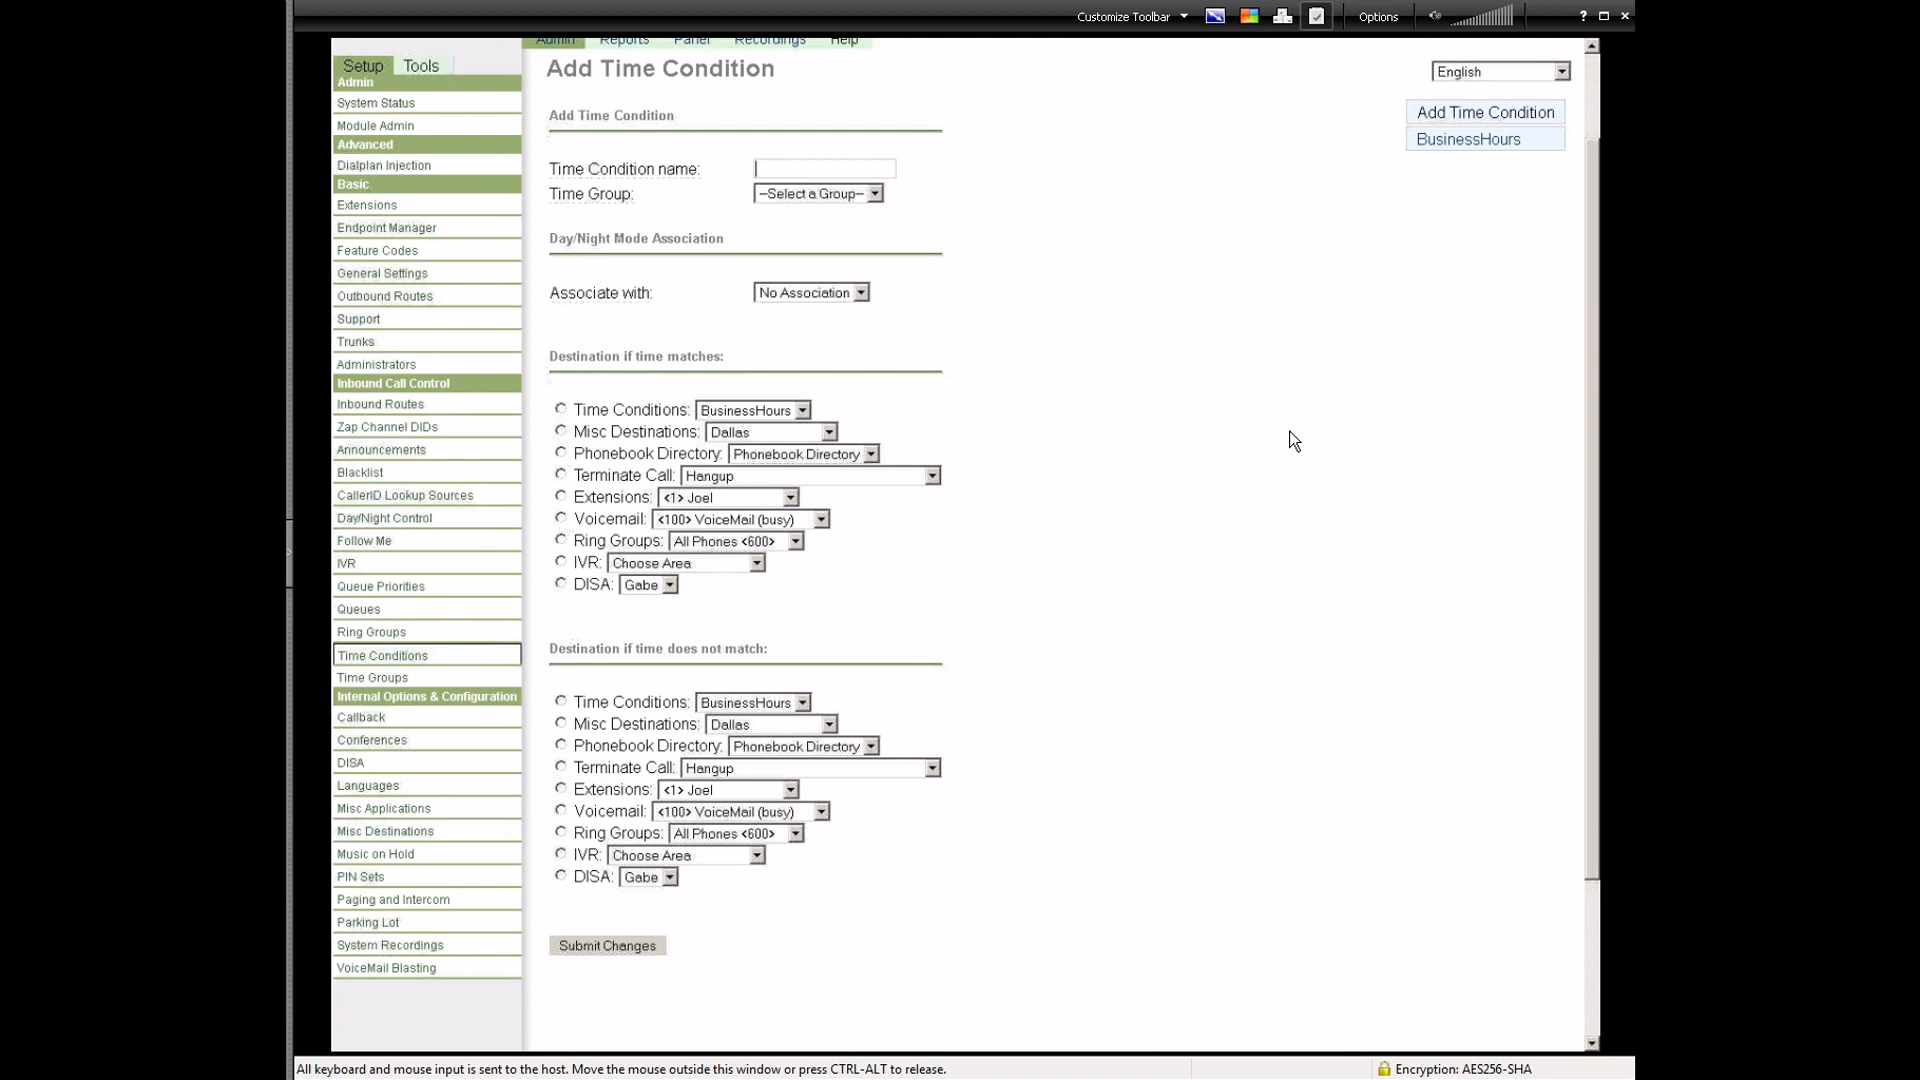 Customize Toolbar
Options
?
Admin Reports Panel Recordings Help
Setup Tools
Admin
System Status
Module Admin
Advanced
Dialplan Injection
Basic
Extensions
Endpoint Manager
Feature Codes
General Settings
Outbound Routes
Support
Trunks
Administrators
Inbound Call Control
Inbound Routes
Zap Channel DIDs
Announcements
Blacklist
CallerID Lookup Sources
Day/Night Control
Follow Me
IVR
Queue Priorities
Queues
Ring Groups
Time Conditions
Time Groups
Internal Options & Configuration
Callback
Conferences
DISA
Languages
Misc Applications
Misc Destinations
Music on Hold
PIN Sets
Paging and Intercom
Parking Lot
System Recordings
VoiceMail Blasting
Add Time Condition
Add Time Condition
Time Condition name:
Time Group: --Select a Group--
Day/Night Mode Association
Associate with: No Association
Destination if time matches:
Time Conditions: BusinessHours
Misc Destinations: Dallas
Phonebook Directory: Phonebook Directory
Terminate Call: Hangup
Extensions: <1> Joel
Voicemail: <100> VoiceMail (busy)
Ring Groups: All Phones <600>
IVR: Choose Area
DISA: Gabe
Destination if time does not match:
Time Conditions: BusinessHours
Misc Destinations: Dallas
Phonebook Directory: Phonebook Directory
Terminate Call: Hangup
Extensions: <1> Joel
Voicemail: <100> VoiceMail (busy)
Ring Groups: All Phones <600>
IVR: Choose Area
DISA: Gabe
Submit Changes
English
Add Time Condition
BusinessHours
All keyboard and mouse input is sent to the host. Move the mouse outside this window or press CTRL-ALT to release.
Encryption: AES256-SHA